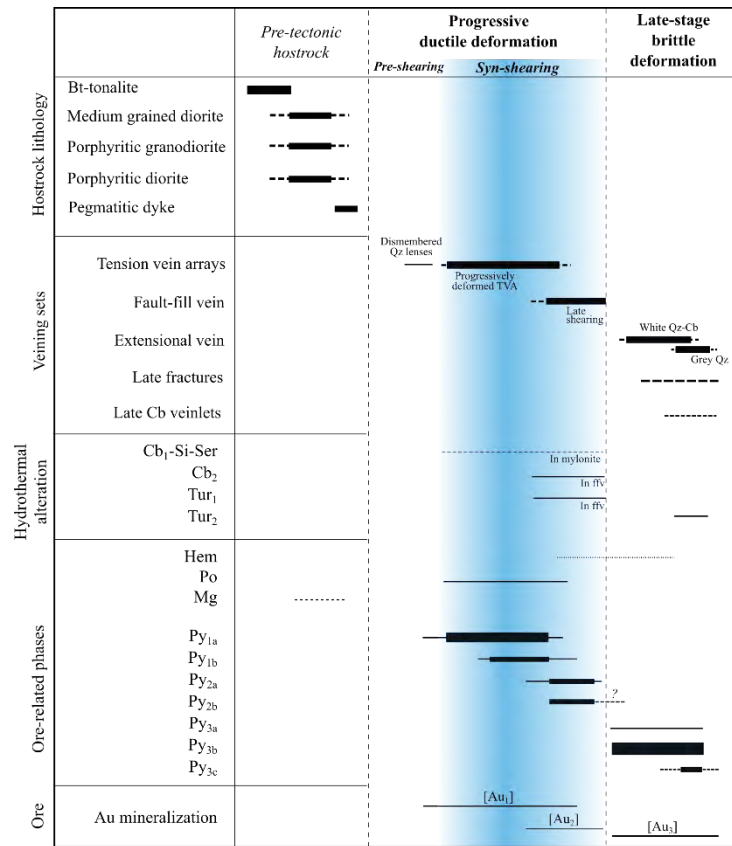 Pre-tectonic
hostrock
Progressive
ductile deformation
Late-stage
brittle
deformation
Pre-shearing
Syn-shearing
Hostrock lithology
Bt-tonalite
Medium grained diorite
Porphyritic granodiorite
Porphyritic diorite
Pegmatitic dyke
Veining sets
Dismembered
Qz lenses
Tension vein arrays
Progressively
deformed TVA
Fault-fill vein
Late
shearing
White Qz-Cb
Extensional vein
Grey Qz
Late fractures
Late Cb veinlets
Hydrothermal
altcration
Cb1-Si-Ser
In mylonite
Cb2
In ffv
Tur1
In ffv
Tur2
Ore-related phases
Hem
Po
Mg
Py1a
Py1b
Py2a
Py2b
?
Py3a
Py3b
Py3c
Ore
Au mineralization
[Au1]
[Au2]
[Au3]